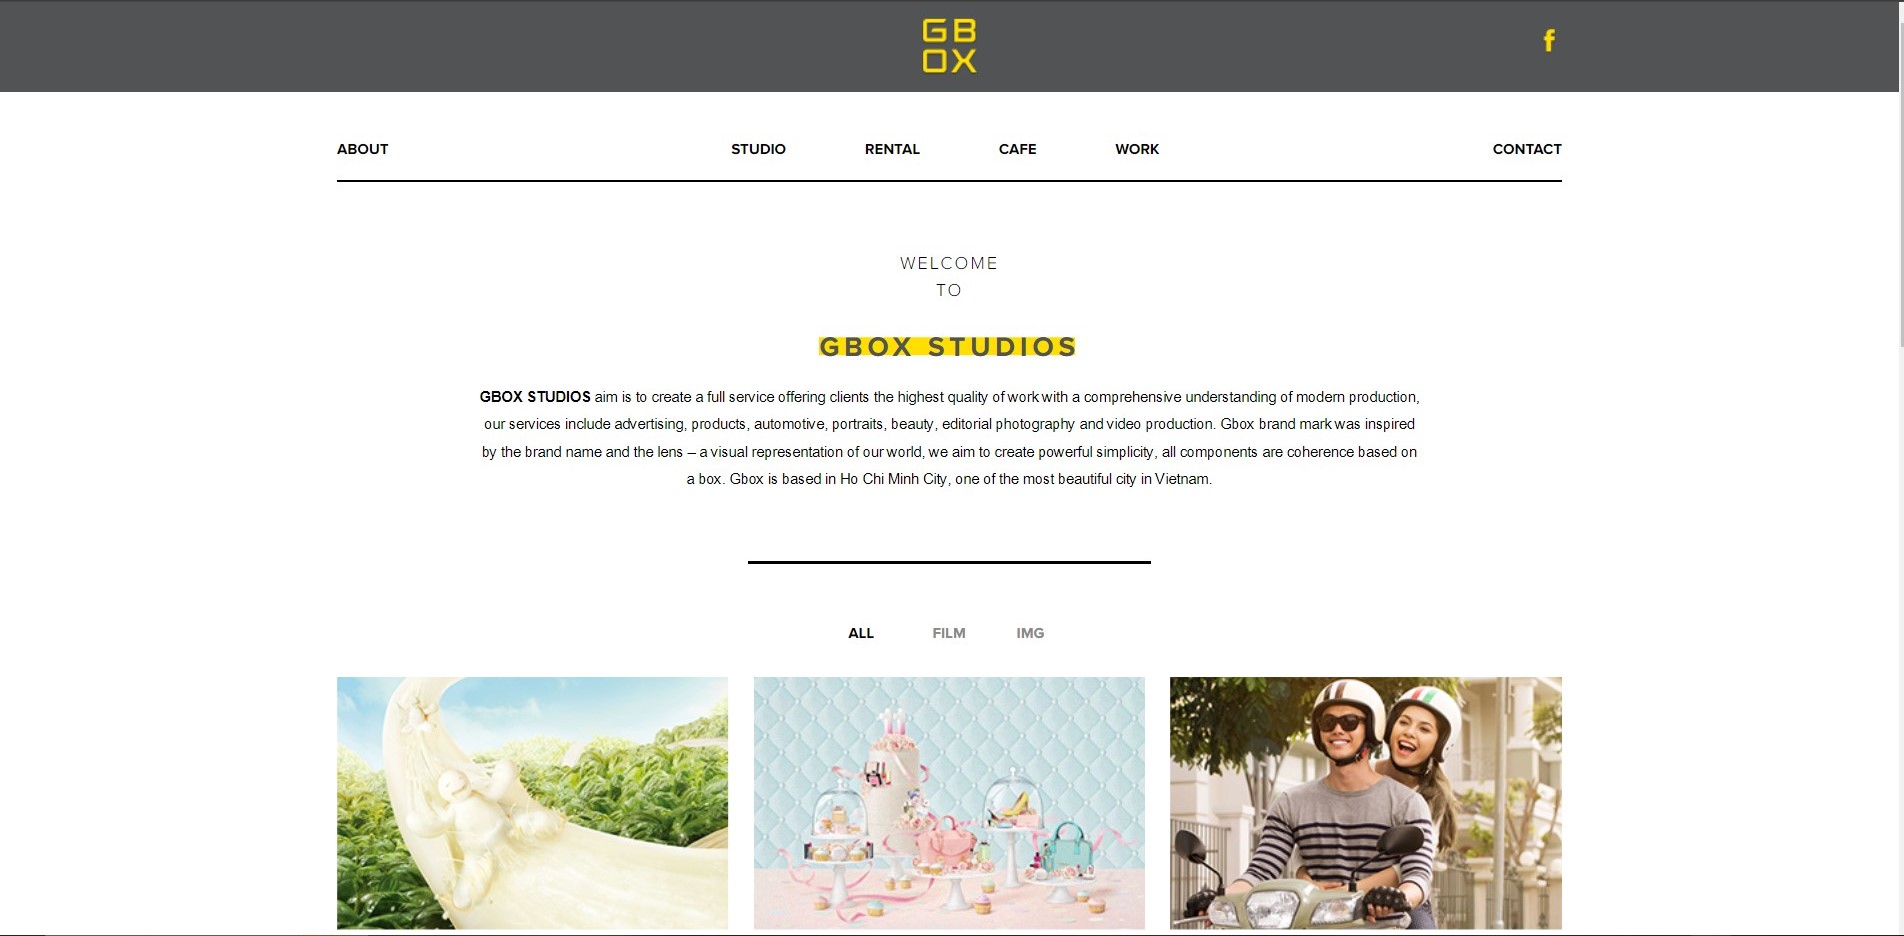 GB
OX
f
ABOUT STUDIO RENTAL CAFE WORK CONTACT
WELCOME
TO
GBOX STUDIOS
GBOX STUDIOS aim is to create a full service offering clients the highest quality of work with a comprehensive understanding of modern production,
our services include advertising, products, automotive, portraits, beauty, editorial photography and video production. Gbox brand mark was inspired
by the brand name and the lens – a visual representation of our world, we aim to create powerful simplicity, all components are coherence based on
a box. Gbox is based in Ho Chi Minh City, one of the most beautiful city in Vietnam.
ALL FILM IMG